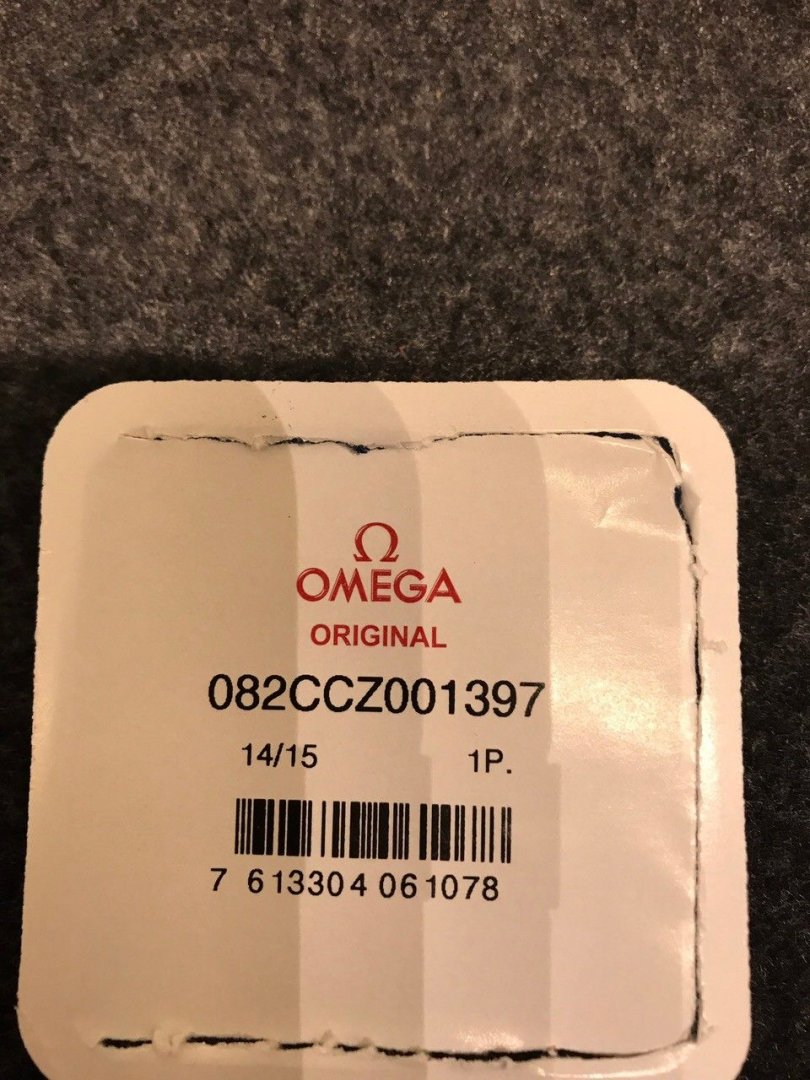 Ω
OMEGA
ORIGINAL
082CCZ001397
14/15 1P.
7 613304 061078